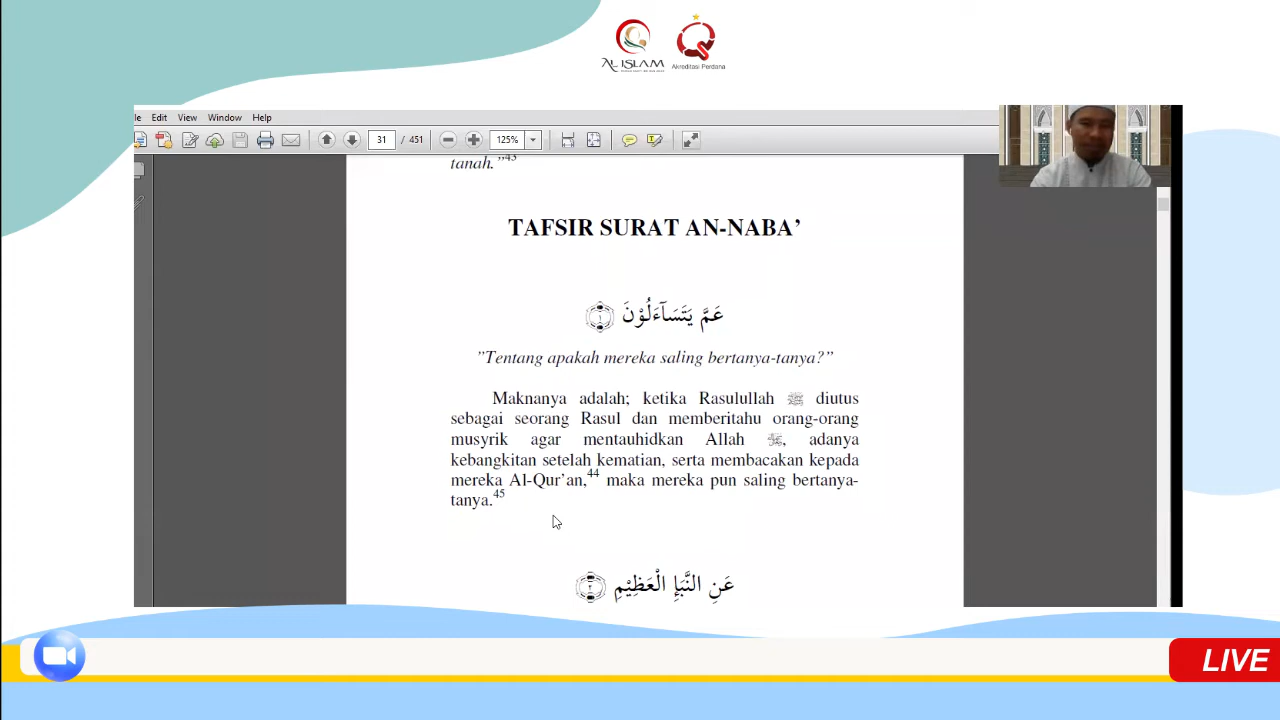 AL ISLAM
Akreditasi Perdana
le Edit View Window Help
31 / 451 125%
tanah.”43
TAFSIR SURAT AN-NABA’
عَمَّ يَتَسَآءَلُوْنَ ١
”Tentang apakah mereka saling bertanya-tanya?”
Maknanya adalah; ketika Rasulullah ﷺ diutus
sebagai seorang Rasul dan memberitahu orang-orang
musyrik agar mentauhidkan Allah ﷻ, adanya
kebangkitan setelah kematian, serta membacakan kepada
mereka Al-Qur’an,44 maka mereka pun saling bertanya-
tanya.45
عَنِ النَّبَإِ الْعَظِيْمِ ٢
LIVE